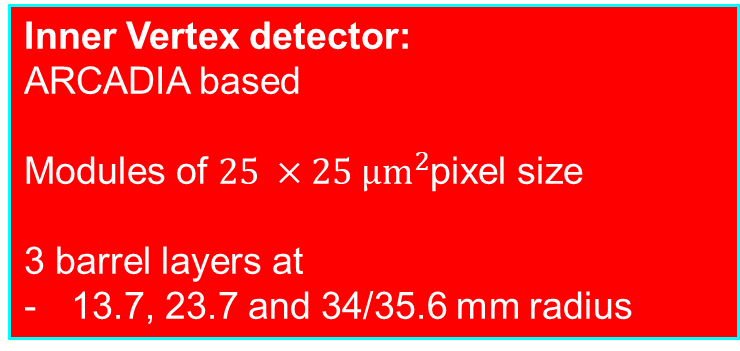 Inner Vertex detector:
ARCADIA based
Modules of 25 × 25 μm²pixel size
3 barrel layers at
- 13.7, 23.7 and 34/35.6 mm radius